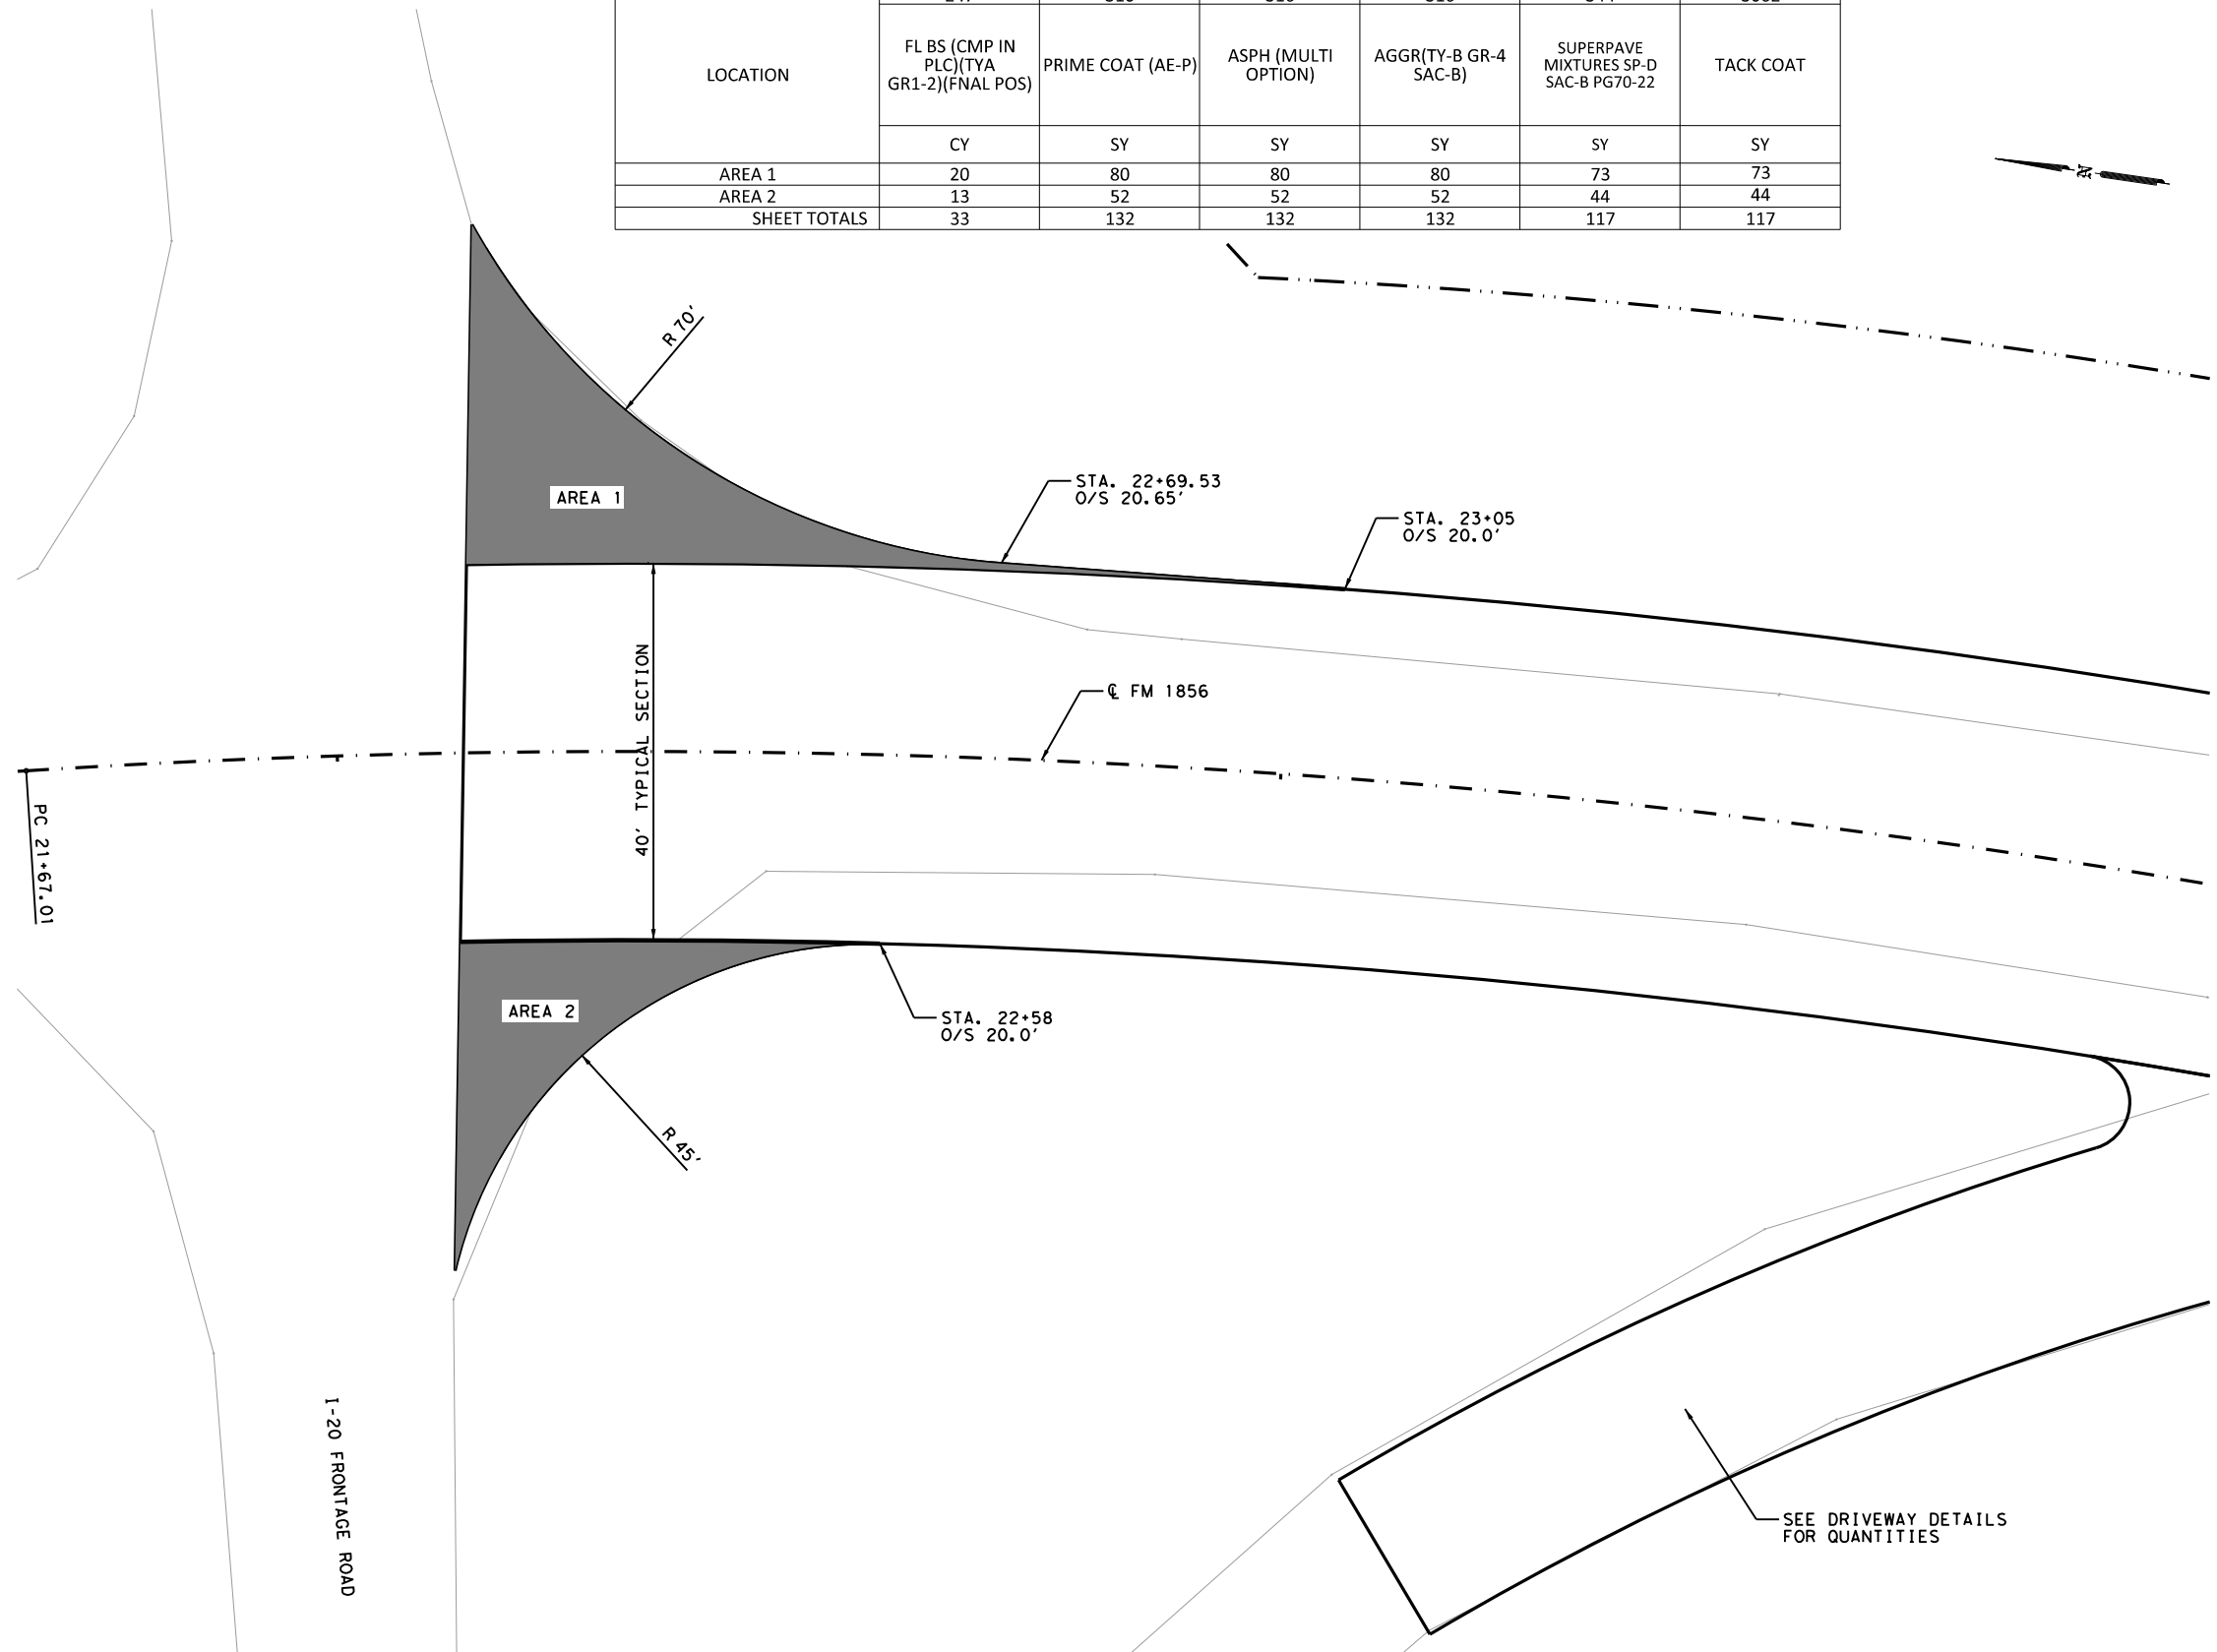 LOCATION
FL BS (CMP IN
PLC)(TYA
GR1-2)(FNAL POS)
PRIME COAT (AE-P)
ASPH (MULTI
OPTION)
AGGR(TY-B GR-4
SAC-B)
SUPERPAVE
MIXTURES SP-D
SAC-B PG70-22
TACK COAT
CY SY SY SY SY SY
AREA 1 20 80 80 80 73 73
AREA 2 13 52 52 52 44 44
SHEET TOTALS 33 132 132 132 117 117
N
R 70'
AREA 1
STA. 22+69.53
O/S 20.65'
STA. 23+05
O/S 20.0'
40' TYPICAL SECTION
℄ FM 1856
PC 21+67.01
AREA 2
STA. 22+58
O/S 20.0'
R 45'
I-20 FRONTAGE ROAD
SEE DRIVEWAY DETAILS
FOR QUANTITIES